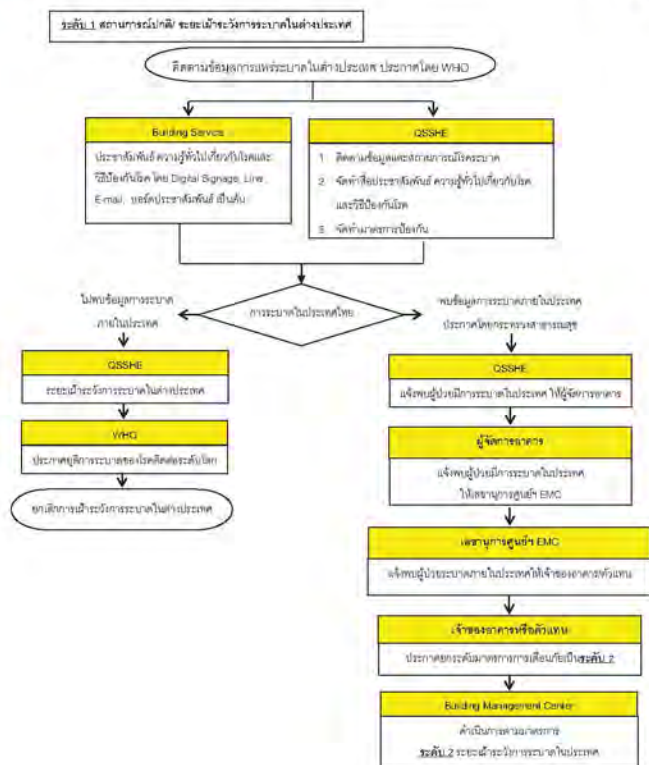 ระดับ 1 สถานการณ์ปกติ/ ระยะเฝ้าระวังการระบาดในต่างประเทศ
ติดตามข้อมูลการแพร่ระบาดในต่างประเทศ ประกาศโดย WHO
Building Service
ประชาสัมพันธ์ ความรู้ทั่วไปเกี่ยวกับโรคและ
วิธีป้องกันโรค โดย Digital Signage, Line,
E-mail, บอร์ดประชาสัมพันธ์ เป็นต้น
QSSHE
1. ติดตามข้อมูลและสถานการณ์โรคระบาด
2. จัดทำสื่อประชาสัมพันธ์ ความรู้ทั่วไปเกี่ยวกับโรค
และวิธีป้องกันโรค
3. จัดทำมาตรการป้องกัน
การระบาดในประเทศไทย
ไม่พบข้อมูลการระบาด
ภายในประเทศ
พบข้อมูลการระบาดภายในประเทศ
ประกาศโดยกระทรวงสาธารณสุข
QSSHE
ระยะเฝ้าระวังการระบาดในต่างประเทศ
WHO
ประกาศยุติการระบาดของโรคติดต่อระดับโลก
ยกเลิกการเฝ้าระวังการระบาดในต่างประเทศ
QSSHE
แจ้งพบผู้ป่วยมีการระบาดในประเทศ ให้ผู้จัดการอาคาร
ผู้จัดการอาคาร
แจ้งพบผู้ป่วยมีการระบาดในประเทศ
ให้เลขานุการศูนย์ฯ EMC
เลขานุการศูนย์ฯ EMC
แจ้งพบผู้ป่วยระบาดภายในประเทศให้เจ้าของอาคาร/ตัวแทน
เจ้าของอาคารหรือตัวแทน
ประกาศยกระดับมาตรการการเตือนภัยเป็นระดับ 2
Building Management Center
ดำเนินการตามมาตรการ
ระดับ 2 ระยะเฝ้าระวังการระบาดในประเทศ